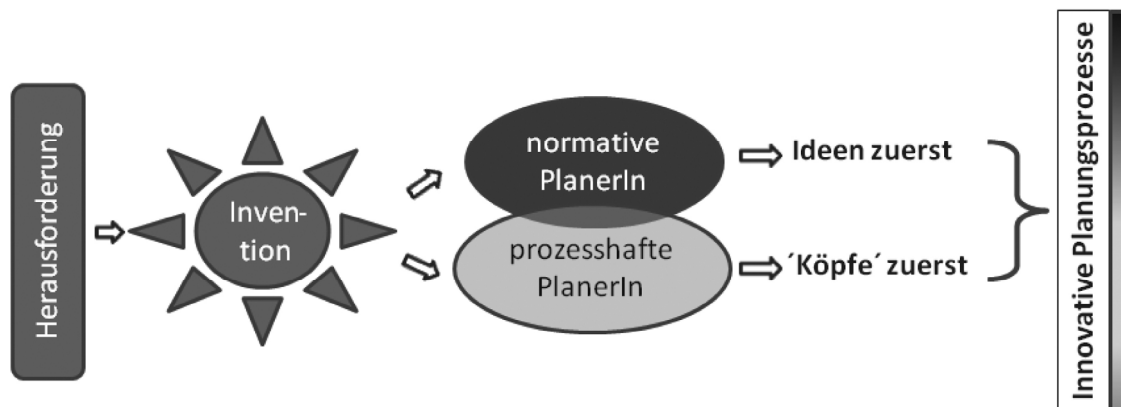 Herausforderung
Inven-
tion
normative
PlanerIn
prozesshafte
PlanerIn
Ideen zuerst
´Köpfe´ zuerst
Innovative Planungsprozesse